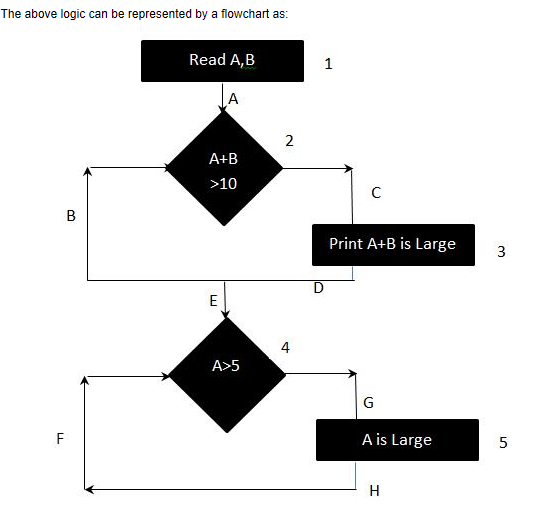 The above logic can be represented by a flowchart as:
Read A,B
1
A
2
A+B
>10
C
B
Print A+B is Large
3
D
E
4
A>5
G
F
A is Large
5
H